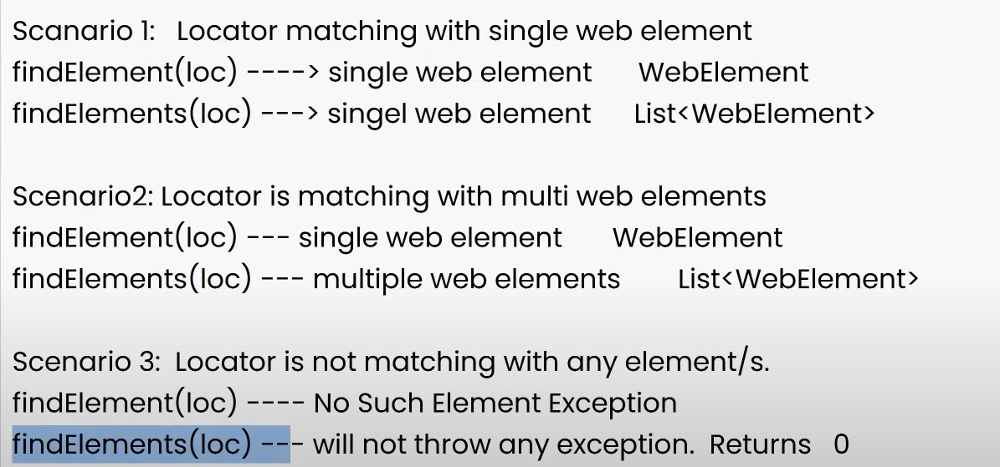 Scanario 1:   Locator matching with single web element
findElement(loc) ----> single web element      WebElement
findElements(loc) ---> singel web element      List<WebElement>
Scenario2: Locator is matching with multi web elements
findElement(loc) --- single web element       WebElement
findElements(loc) --- multiple web elements        List<WebElement>
Scenario 3:  Locator is not matching with any element/s.
findElement(loc) ---- No Such Element Exception
findElements(loc) --- will not throw any exception.  Returns   0